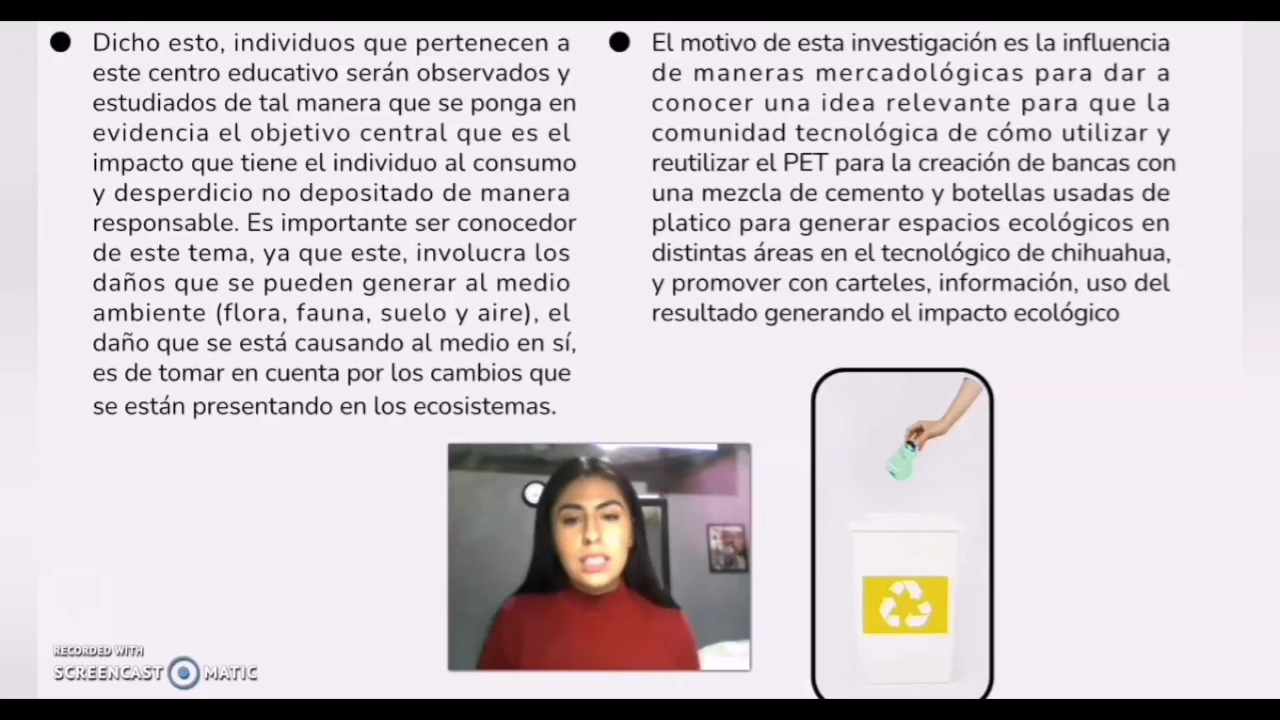 Dicho esto, individuos que pertenecen a
este centro educativo serán observados y
estudiados de tal manera que se ponga en
evidencia el objetivo central que es el
impacto que tiene el individuo al consumo
y desperdicio no depositado de manera
responsable. Es importante ser conocedor
de este tema, ya que este, involucra los
daños que se pueden generar al medio
ambiente (flora, fauna, suelo y aire), el
daño que se está causando al medio en sí,
es de tomar en cuenta por los cambios que
se están presentando en los ecosistemas.
El motivo de esta investigación es la influencia
de maneras mercadológicas para dar a
conocer una idea relevante para que la
comunidad tecnológica de cómo utilizar y
reutilizar el PET para la creación de bancas con
una mezcla de cemento y botellas usadas de
platico para generar espacios ecológicos en
distintas áreas en el tecnológico de chihuahua,
y promover con carteles, información, uso del
resultado generando el impacto ecológico
RECORDED WITH
SCREENCAST MATIC